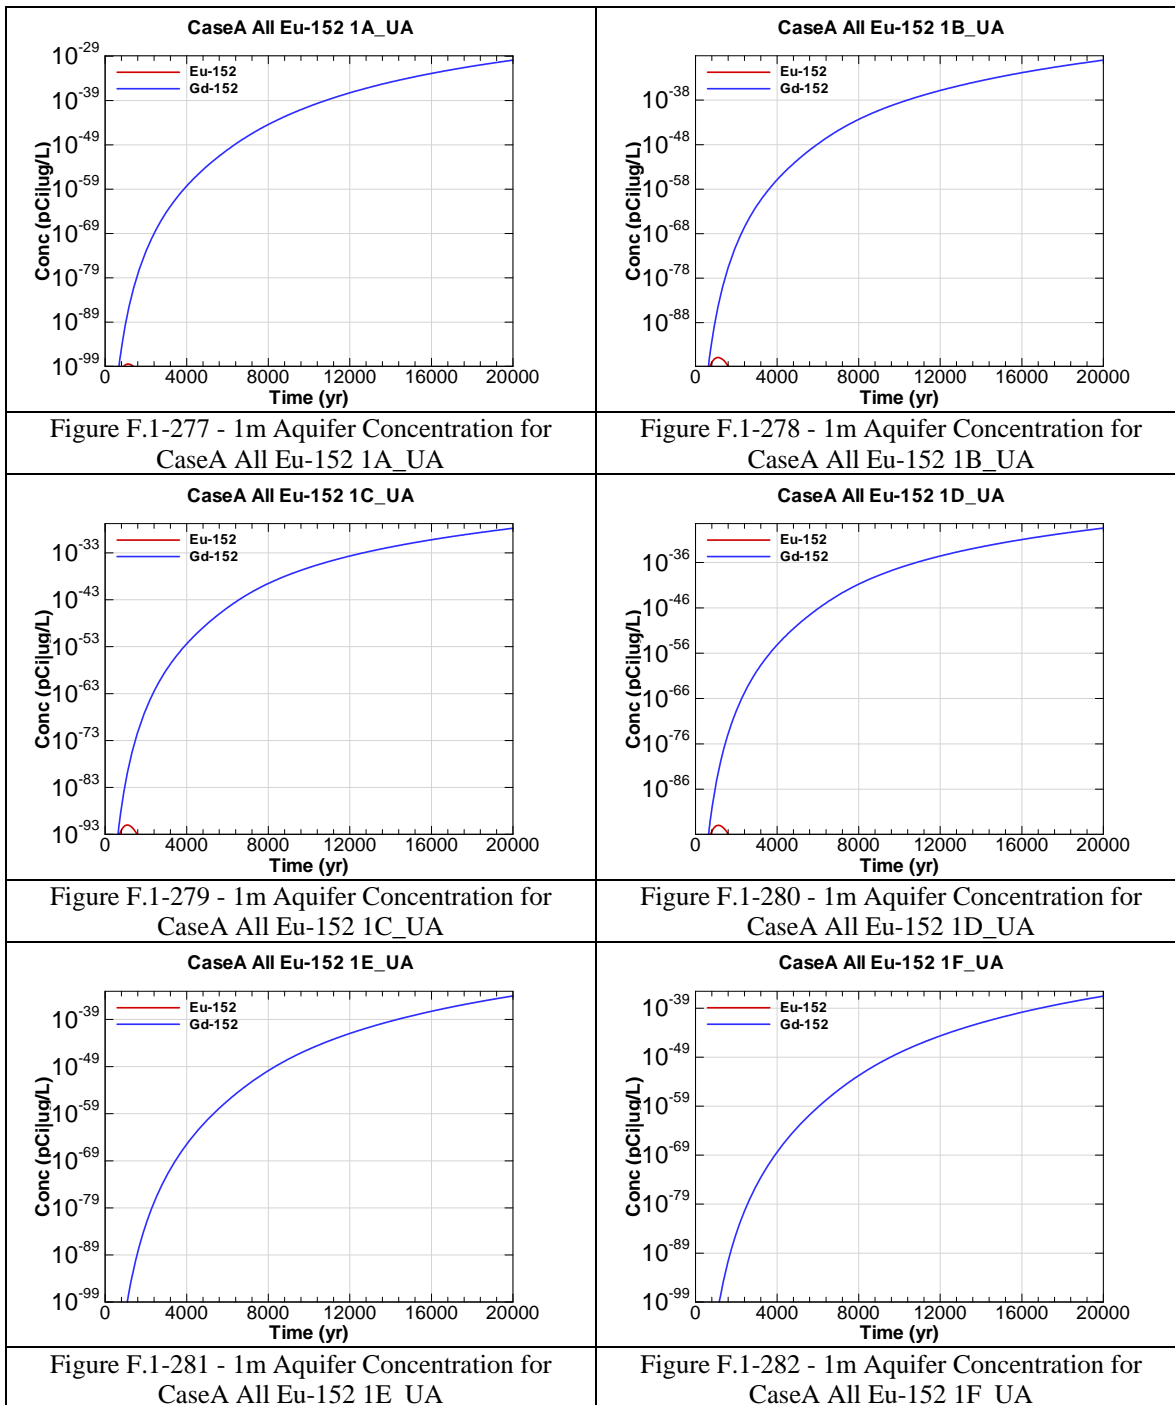 CaseA All Eu-152 1A_UA
Eu-152
Gd-152
Conc (pCi|ug/L)
10-29
10-39
10-49
10-59
10-69
10-79
10-89
10-99
0 4000 8000 12000 16000 20000
Time (yr)
Figure F.1-277 - 1m Aquifer Concentration for
CaseA All Eu-152 1A_UA
CaseA All Eu-152 1B_UA
Eu-152
Gd-152
Conc (pCi|ug/L)
10-38
10-48
10-58
10-68
10-78
10-88
0 4000 8000 12000 16000 20000
Time (yr)
Figure F.1-278 - 1m Aquifer Concentration for
CaseA All Eu-152 1B_UA
CaseA All Eu-152 1C_UA
Eu-152
Gd-152
Conc (pCi|ug/L)
10-33
10-43
10-53
10-63
10-73
10-83
10-93
0 4000 8000 12000 16000 20000
Time (yr)
Figure F.1-279 - 1m Aquifer Concentration for
CaseA All Eu-152 1C_UA
CaseA All Eu-152 1D_UA
Eu-152
Gd-152
Conc (pCi|ug/L)
10-36
10-46
10-56
10-66
10-76
10-86
0 4000 8000 12000 16000 20000
Time (yr)
Figure F.1-280 - 1m Aquifer Concentration for
CaseA All Eu-152 1D_UA
CaseA All Eu-152 1E_UA
Eu-152
Gd-152
Conc (pCi|ug/L)
10-39
10-49
10-59
10-69
10-79
10-89
10-99
0 4000 8000 12000 16000 20000
Time (yr)
Figure F.1-281 - 1m Aquifer Concentration for
CaseA All Eu-152 1E_UA
CaseA All Eu-152 1F_UA
Eu-152
Gd-152
Conc (pCi|ug/L)
10-39
10-49
10-59
10-69
10-79
10-89
10-99
0 4000 8000 12000 16000 20000
Time (yr)
Figure F.1-282 - 1m Aquifer Concentration for
CaseA All Eu-152 1F_UA